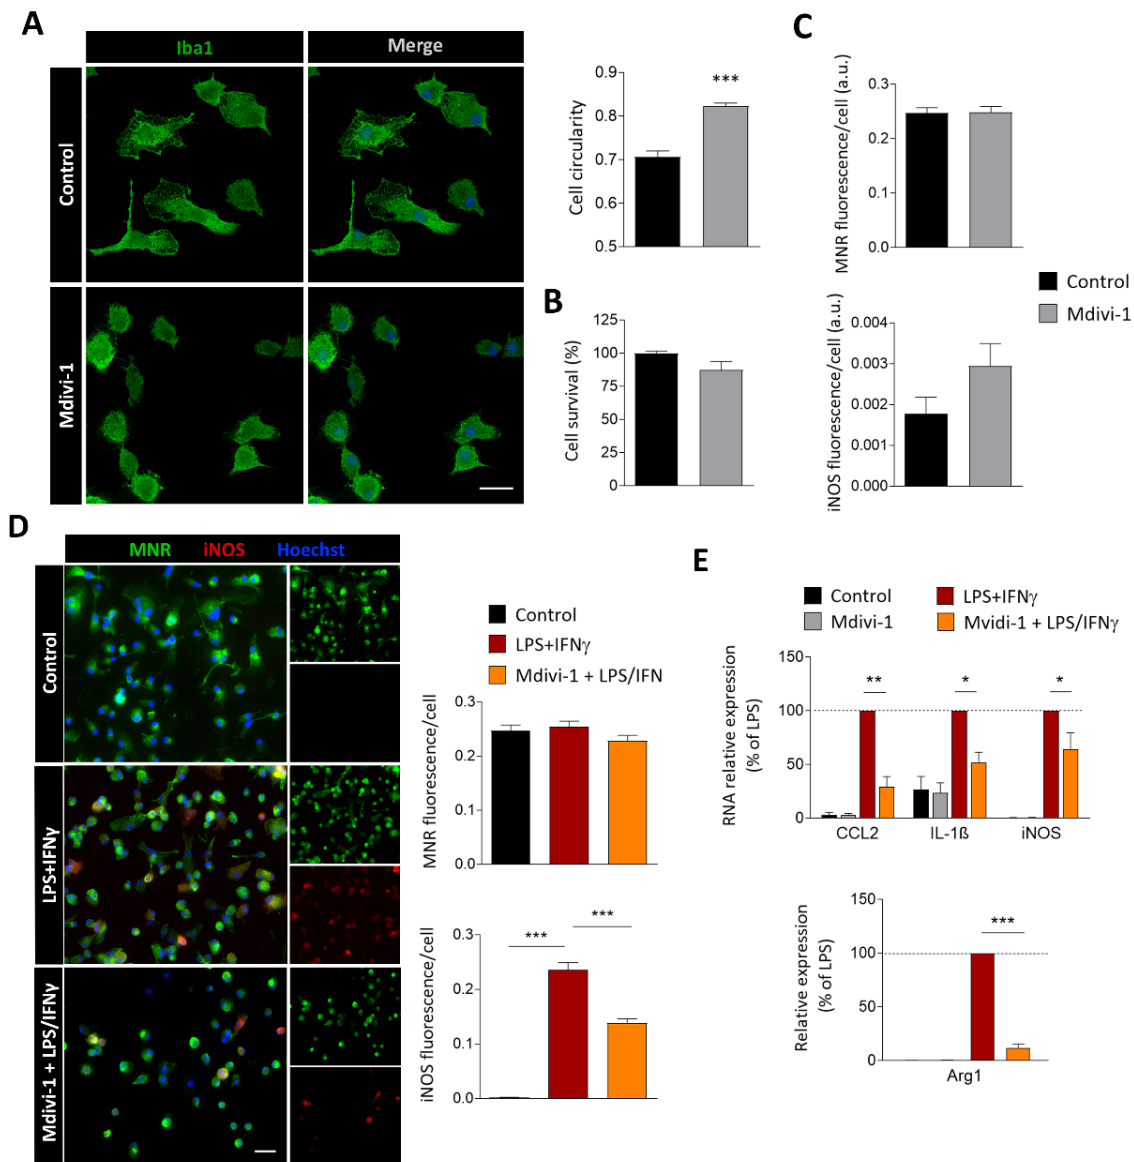 A
Iba1
Merge
Control
Mdivi-1
Cell circularity
0.9
0.8
0.7
0.6
0.5
***
B
Cell survival (%)
125
100
75
50
25
0
C
MNR fluorescence/cell (a.u.)
0.3
0.2
0.1
0.0
Control
Mdivi-1
iNOS fluorescence/cell (a.u.)
0.004
0.003
0.002
0.001
0.000
D
MNR iNOS Hoechst
Control
LPS+IFNγ
Mdivi-1 + LPS/IFNγ
Control
LPS+IFNγ
Mdivi-1 + LPS/IFN
MNR fluorescence/cell
0.3
0.2
0.1
0.0
iNOS fluorescence/cell
0.3
0.2
0.1
0.0
***
***
E
Control
Mdivi-1
LPS+IFNγ
Mvidi-1 + LPS/IFNγ
RNA relative expression
(% of LPS)
150
100
50
0
**
*
*
CCL2
IL-1ß
iNOS
Relative expression
(% of LPS)
150
100
50
0
***
Arg1